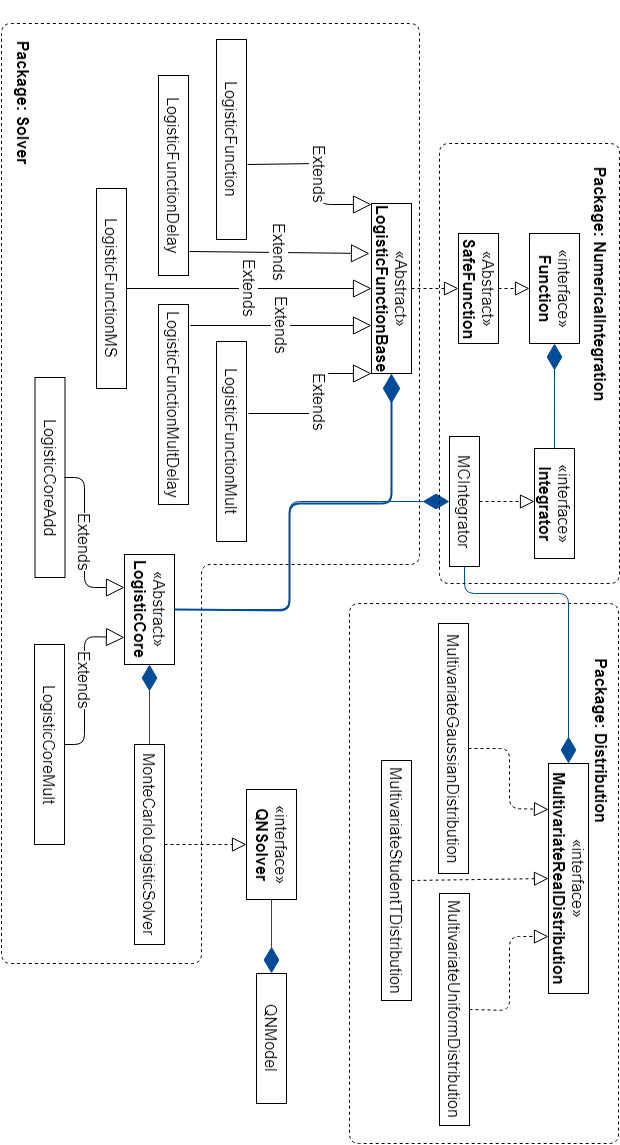 Package: Solver
LogisticFunction
LogisticFunctionDelay
LogisticFunctionMS
LogisticFunctionMultDelay
LogisticFunctionMult
Extends
Extends
Extends
Extends
Extends
«Abstract»
LogisticFunctionBase
LogisticCoreAdd
LogisticCoreMult
Extends
Extends
«Abstract»
LogisticCore
MonteCarloLogisticSolver
Package: NumericalIntegration
«Abstract»
SafeFunction
«interface»
Function
MCIntegrator
«interface»
Integrator
Package: Distribution
MultivariateGaussianDistribution
MultivariateStudentTDistribution
MultivariateUniformDistribution
«interface»
MultivariateRealDistribution
«interface»
QNSolver
QNModel